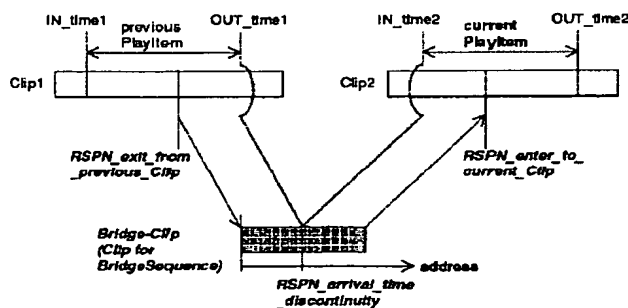 IN_time1
previous
PlayItem
OUT_time1
IN_time2
current
PlayItem
OUT_time2
Clip1
Clip2
RSPN_exit_from
_previous_Clip
RSPN_enter_to_
current_Clip
Bridge-Clip
(Clip for
BridgeSequence)
address
RSPN_arrival_time
_discontinuity